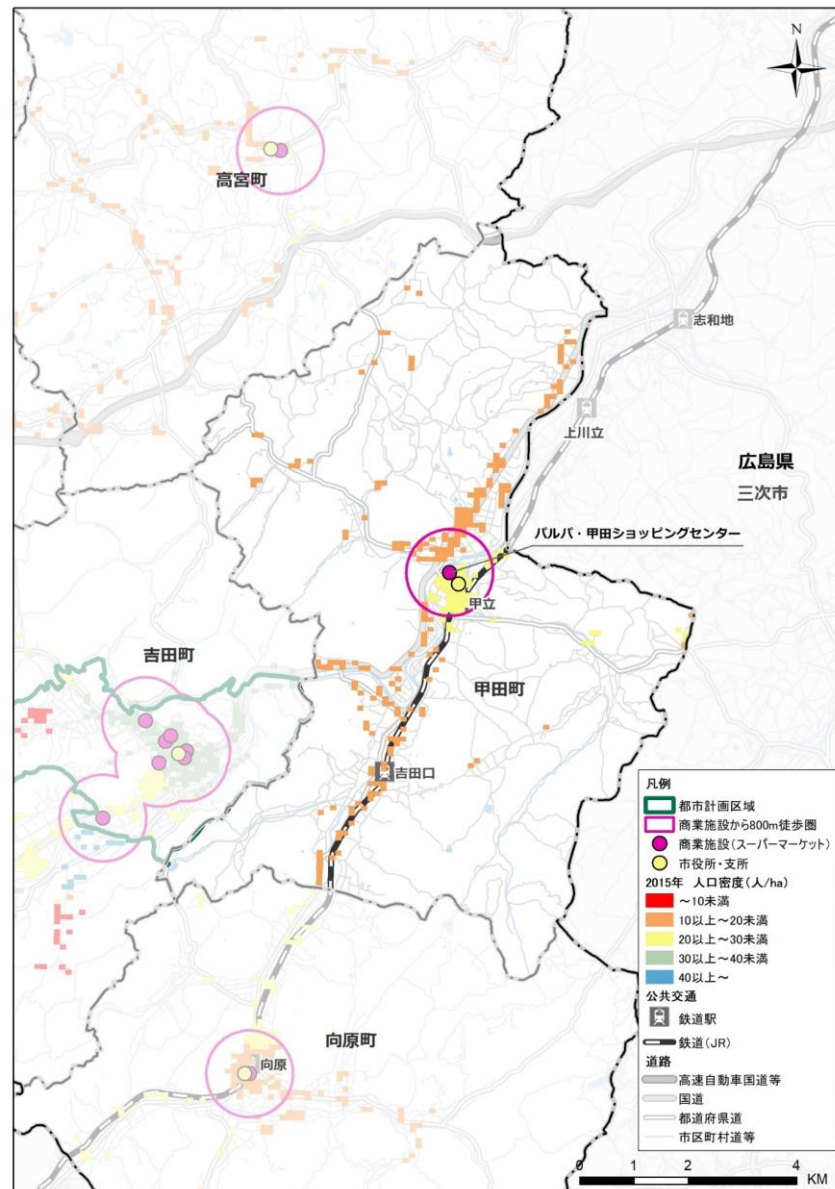 N
高宮町
志和地
上川立
広島県
三次市
パルパ・甲田ショッピングセンター
甲立
吉田町
甲田町
吉田口
向原町
向原
凡例
都市計画区域
商業施設から800m徒歩圏
商業施設(スーパーマーケット)
市役所・支所
2015年 人口密度(人/ha)
~10未満
10以上~20未満
20以上~30未満
30以上~40未満
40以上~
公共交通
鉄道駅
鉄道(JR)
道路
高速自動車国道等
国道
都道府県道
市区町村道等
0 1 2 4
KM